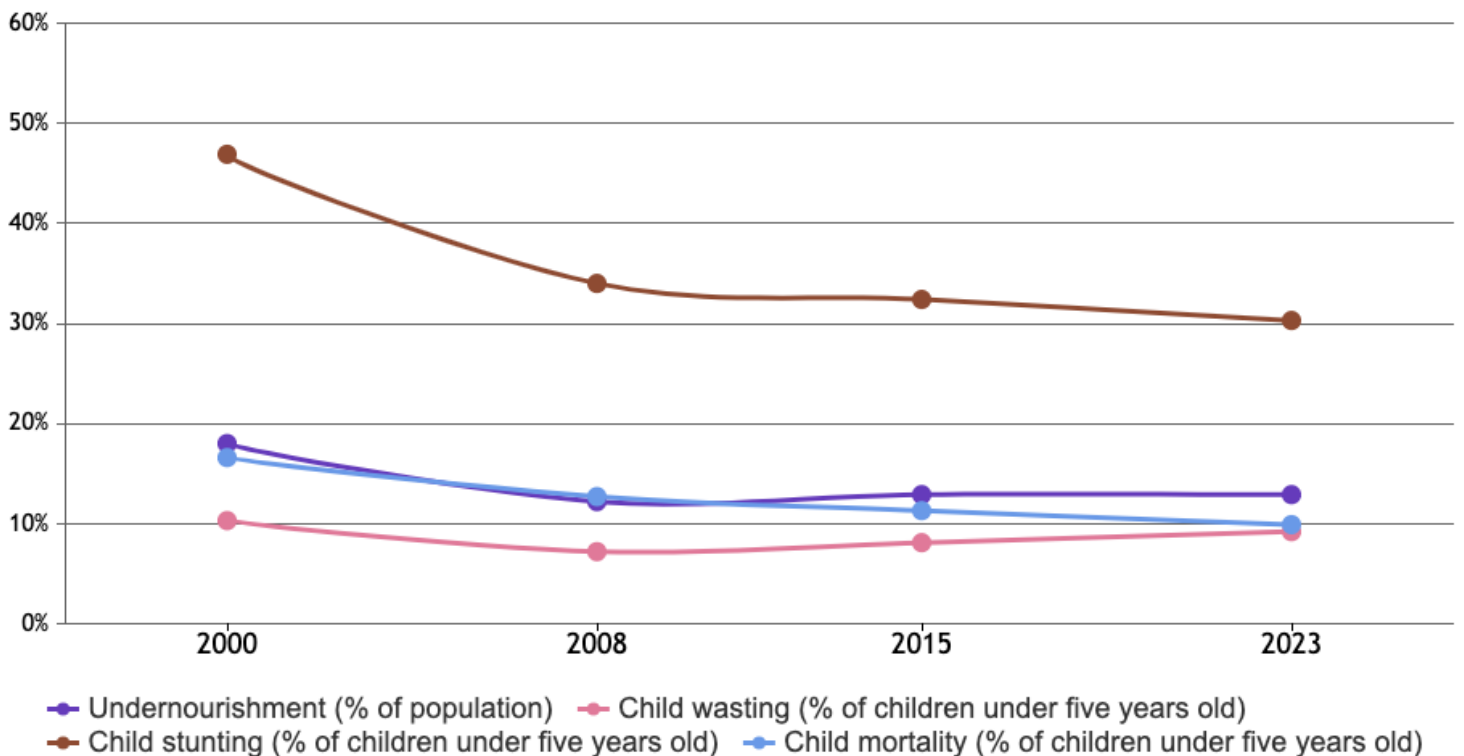 60%
50%
40%
30%
20%
10%
0%
2000 2008 2015 2023
Undernourishment (% of population) Child wasting (% of children under five years old)
Child stunting (% of children under five years old) Child mortality (% of children under five years old)